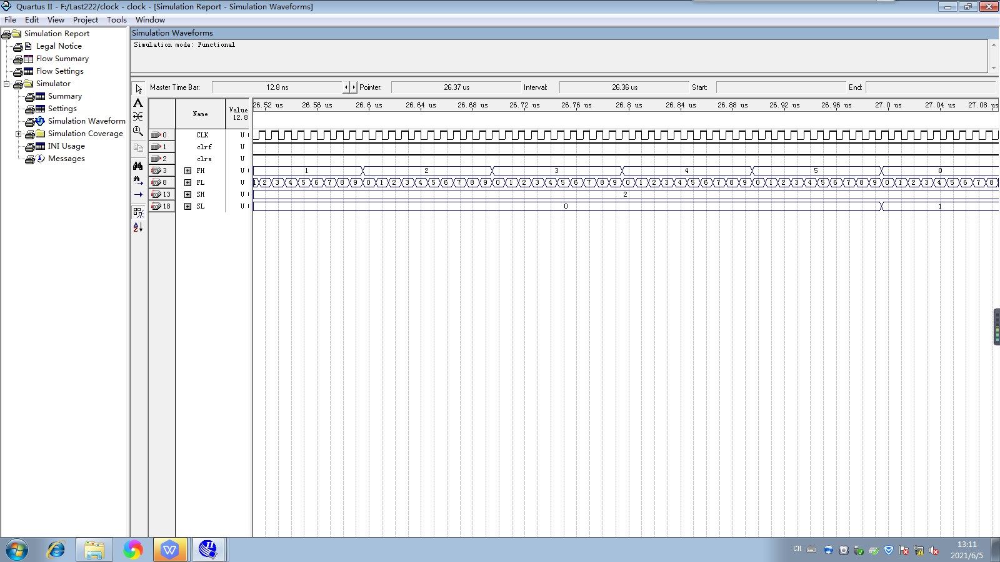 Quartus II - F:/Last222/clock - clock - [Simulation Report - Simulation Waveforms]
File Edit View Project Tools Window
Simulation Report
Legal Notice
Flow Summary
Flow Settings
Simulator
Summary
Settings
Simulation Waveform
Simulation Coverage
INI Usage
Messages
Simulation Waveforms
Simulation mode: Functional
Master Time Bar: 12.8 ns Pointer: 26.37 us Interval: 26.36 us Start: End:
Name Value 12.8
26.52 us 26.56 us 26.6 us 26.64 us 26.68 us 26.72 us 26.76 us 26.8 us 26.84 us 26.88 us 26.92 us 26.96 us 27.0 us 27.04 us 27.08 us
0 CLK U
1 clrf U
2 clrs U
3 FH U 1 2 3 4 5 0
8 FL U 1 2 3 4 5 6 7 8 9 0 1 2 3 4 5 6 7 8 9 0 1 2 3 4 5 6 7 8 9 0 1 2 3 4 5 6 7 8 9 0 1 2 3 4 5 6 7 8 9 0 1 2 3 4 5 6 7 8
13 SH U 2
18 SL U 0 1
CH
13:11
2021/6/5